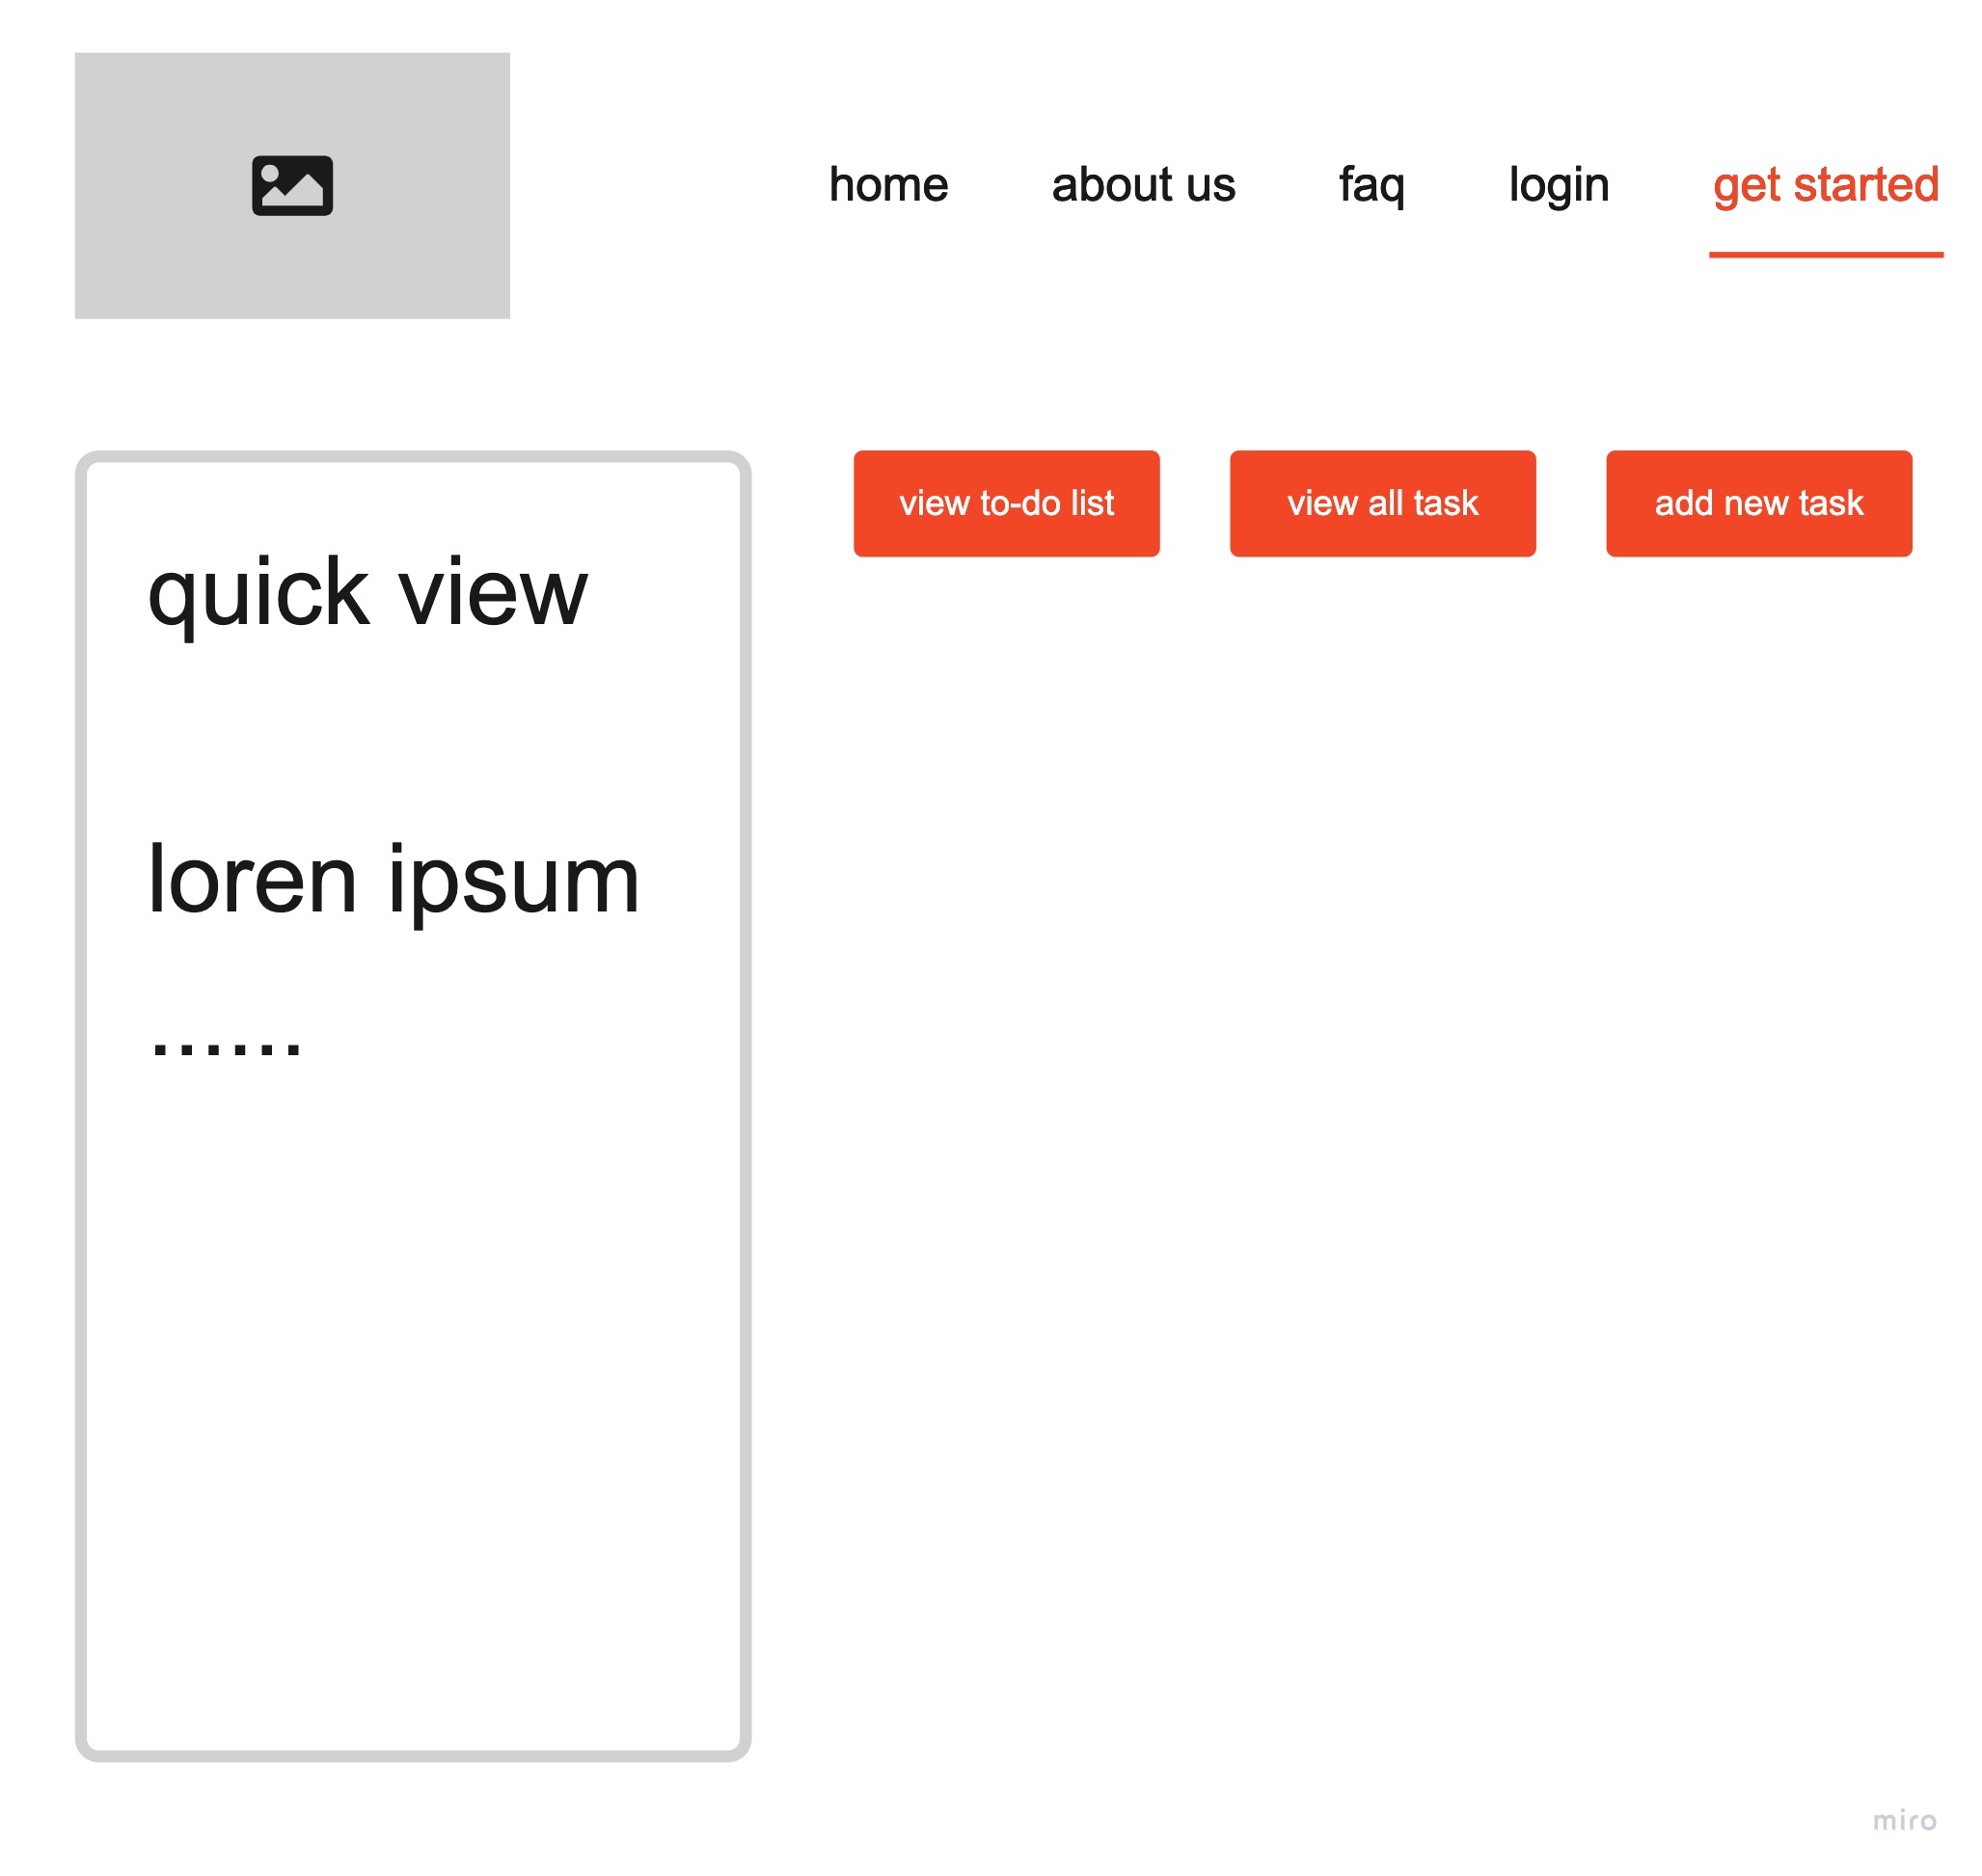 home about us faq login get started
view to-do list view all task add new task
quick view
loren ipsum
......
miro